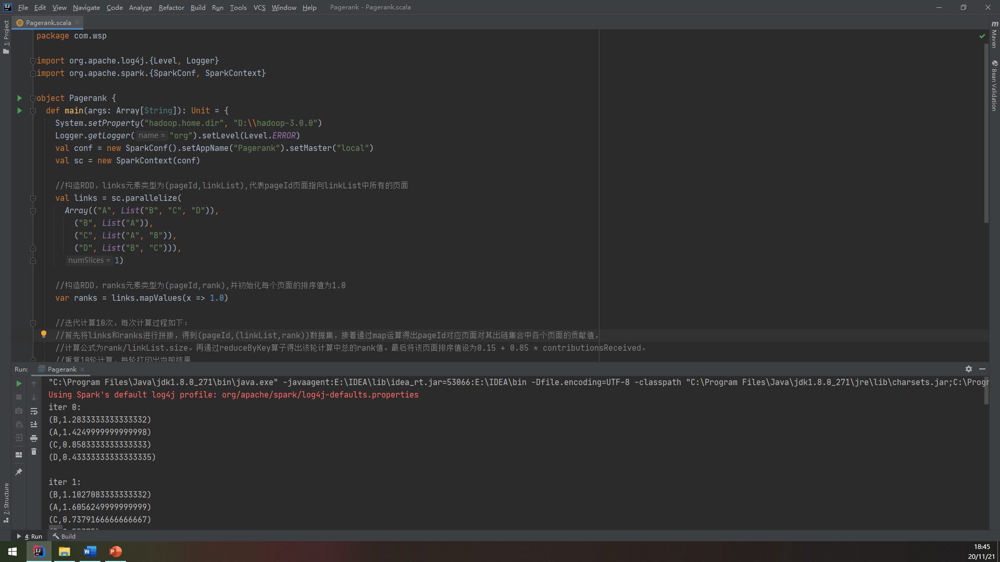 File Edit View Navigate Code Analyze Refactor Build Run Tools VCS Window Help Pagerank - Pagerank.scala
Pagerank.scala
1: Project
Maven
Bean Validation
package com.wsp
import org.apache.log4j.{Level, Logger}
import org.apache.spark.{SparkConf, SparkContext}
object Pagerank {
def main(args: Array[String]): Unit = {
System.setProperty("hadoop.home.dir", "D:\\hadoop-3.0.0")
Logger.getLogger( name = "org").setLevel(Level.ERROR)
val conf = new SparkConf().setAppName("Pagerank").setMaster("local")
val sc = new SparkContext(conf)
//构造RDD，links元素类型为(pageId,linkList),代表pageId页面指向linkList中所有的页面
val links = sc.parallelize(
Array(("A", List("B", "C", "D")),
("B", List("A")),
("C", List("A", "B")),
("D", List("B", "C"))),
numSlices = 1)
//构造RDD，ranks元素类型为(pageId,rank),并初始化每个页面的排序值为1.0
var ranks = links.mapValues(x => 1.0)
//迭代计算10次，每次计算过程如下：
//首先将links和ranks进行拼接，得到(pageId,(linkList,rank))数据集，接着通过map运算得出pageId对应页面对其出链集合中各个页面的贡献值，
//计算公式为rank/linkList.size。再通过reduceByKey算子得出该轮计算中总的rank值。最后将该页面排序值设为0.15 + 0.85 * contributionsReceived。
//重复10轮计算，每轮打印出当前结果
Run: Pagerank
"C:\Program Files\Java\jdk1.8.0_271\bin\java.exe" -javaagent:E:\IDEA\lib\idea_rt.jar=53066:E:\IDEA\bin -Dfile.encoding=UTF-8 -classpath "C:\Program Files\Java\jdk1.8.0_271\jre\lib\charsets.jar;C:\Progr
Using Spark's default log4j profile: org/apache/spark/log4j-defaults.properties
iter 0:
(B,1.2833333333333332)
(A,1.4249999999999998)
(C,0.8583333333333333)
(D,0.43333333333333335)
iter 1:
(B,1.1027083333333332)
(A,1.6056249999999999)
(C,0.7379166666666667)
7: Structure
4: Run Build
18:45
20/11/21